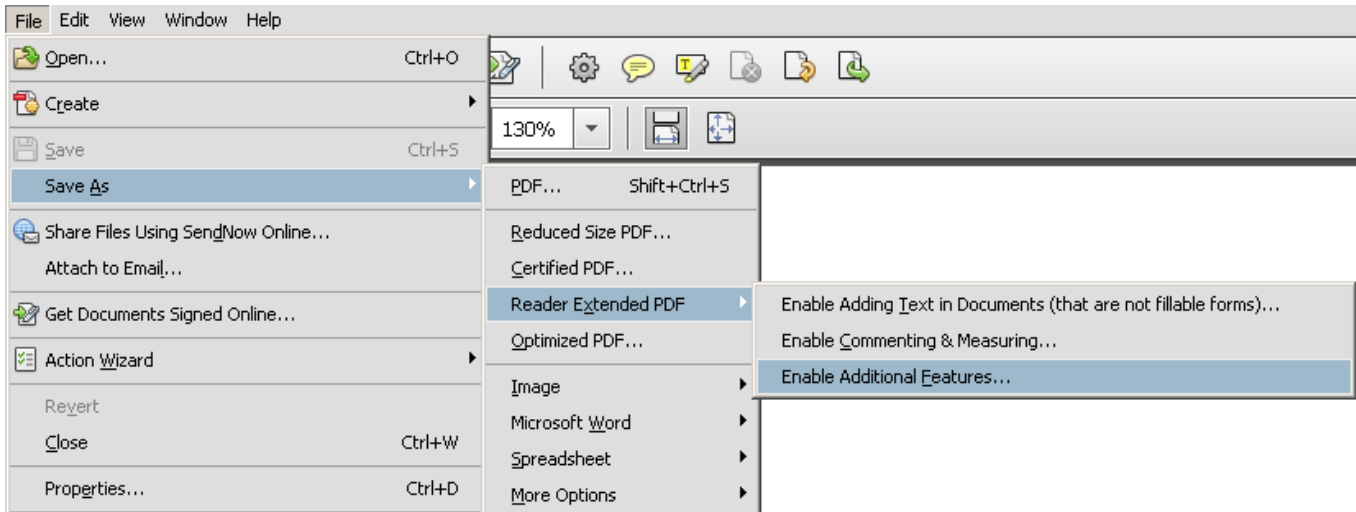 File Edit View Window Help
Open... Ctrl+O
Create
Save Ctrl+S
Save As
Share Files Using SendNow Online...
Attach to Email...
Get Documents Signed Online...
Action Wizard
Revert
Close Ctrl+W
Properties... Ctrl+D
130%
PDF... Shift+Ctrl+S
Reduced Size PDF...
Certified PDF...
Reader Extended PDF
Optimized PDF...
Image
Microsoft Word
Spreadsheet
More Options
Enable Adding Text in Documents (that are not fillable forms)...
Enable Commenting & Measuring...
Enable Additional Features...